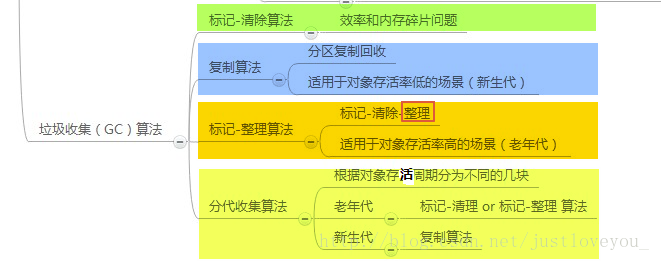 标记-清除算法
效率和内存碎片问题
分区复制回收
复制算法
适用于对象存活率低的场景（新生代）
垃圾收集（GC）算法
标记-清除-整理
标记-整理算法
适用于对象存活率高的场景（老年代）
根据对象存活周期分为不同的几块
分代收集算法
老年代
标记-清理 or 标记-整理 算法
新生代
复制算法
http://blog.csdn.net/justloveyou_